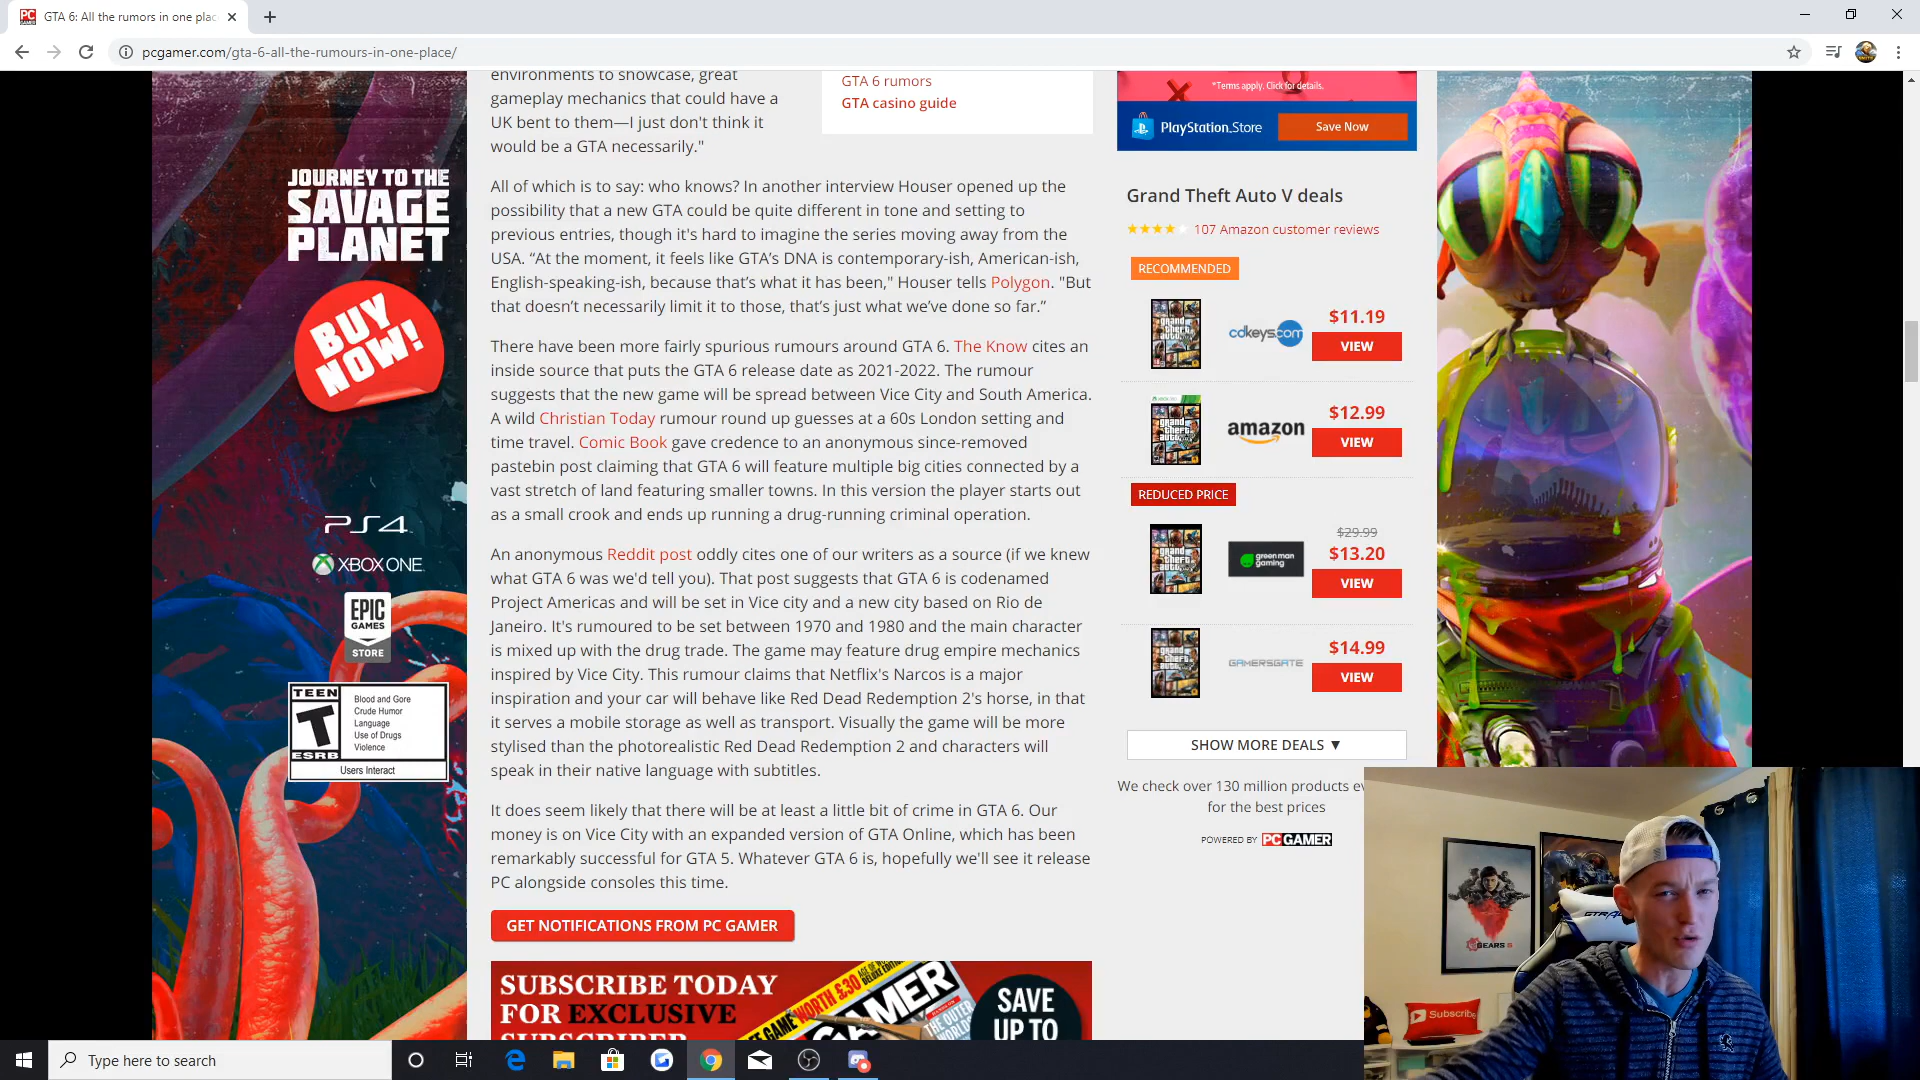 GTA 6: All the rumors in one plac
pcgamer.com/gta-6-all-the-rumours-in-one-place/
JOURNEY TO THE
SAVAGE
PLANET
BUY
NOW!
PS4
XBOX ONE
EPIC
GAMES
STORE
TEEN
T
ESRB
Blood and Gore
Crude Humor
Language
Use of Drugs
Violence
Users Interact
environments to showcase, great
gameplay mechanics that could have a
UK bent to them—I just don't think it
would be a GTA necessarily."
GTA 6 rumors
GTA casino guide
All of which is to say: who knows? In another interview Houser opened up the
possibility that a new GTA could be quite different in tone and setting to
previous entries, though it's hard to imagine the series moving away from the
USA. “At the moment, it feels like GTA’s DNA is contemporary-ish, American-ish,
English-speaking-ish, because that’s what it has been," Houser tells Polygon. "But
that doesn’t necessarily limit it to those, that’s just what we’ve done so far.”
There have been more fairly spurious rumours around GTA 6. The Know cites an
inside source that puts the GTA 6 release date as 2021-2022. The rumour
suggests that the new game will be spread between Vice City and South America.
A wild Christian Today rumour round up guesses at a 60s London setting and
time travel. Comic Book gave credence to an anonymous since-removed
pastebin post claiming that GTA 6 will feature multiple big cities connected by a
vast stretch of land featuring smaller towns. In this version the player starts out
as a small crook and ends up running a drug-running criminal operation.
An anonymous Reddit post oddly cites one of our writers as a source (if we knew
what GTA 6 was we'd tell you). That post suggests that GTA 6 is codenamed
Project Americas and will be set in Vice city and a new city based on Rio de
Janeiro. It's rumoured to be set between 1970 and 1980 and the main character
is mixed up with the drug trade. The game may feature drug empire mechanics
inspired by Vice City. This rumour claims that Netflix's Narcos is a major
inspiration and your car will behave like Red Dead Redemption 2's horse, in that
it serves a mobile storage as well as transport. Visually the game will be more
stylised than the photorealistic Red Dead Redemption 2 and characters will
speak in their native language with subtitles.
It does seem likely that there will be at least a little bit of crime in GTA 6. Our
money is on Vice City with an expanded version of GTA Online, which has been
remarkably successful for GTA 5. Whatever GTA 6 is, hopefully we'll see it release
PC alongside consoles this time.
GET NOTIFICATIONS FROM PC GAMER
SUBSCRIBE TODAY
FOR EXCLUSIVE
SUBSCRIBER
GAME WORTH £30
GAMER
THE OUTER
SAVE
UP TO
*Terms apply. Click for details.
PlayStation Store
Save Now
Grand Theft Auto V deals
107 Amazon customer reviews
RECOMMENDED
cdkeys.com
$11.19
VIEW
amazon
$12.99
VIEW
REDUCED PRICE
green man
gaming
$29.99
$13.20
VIEW
GAMERSGATE
$14.99
VIEW
SHOW MORE DEALS ▼
We check over 130 million products ev
for the best prices
POWERED BY PC GAMER
GEARS 5
GTRA
Subscribe
Type here to search